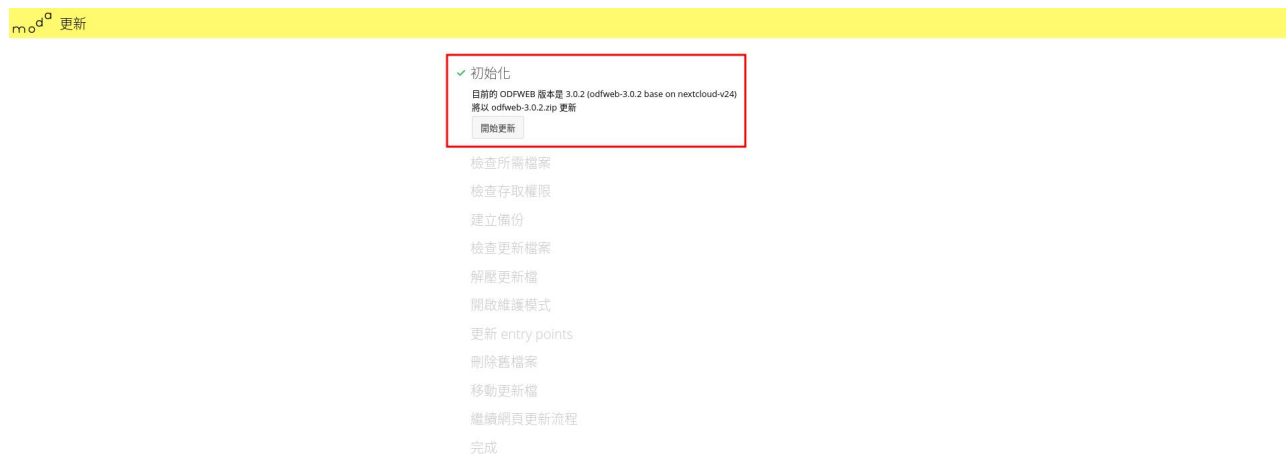 moda 更新
初始化
目前的 ODFWEB 版本是 3.0.2 (odfweb-3.0.2 base on nextcloud-v24)
將以 odfweb-3.0.2.zip 更新
開始更新
檢查所需檔案
檢查存取權限
建立備份
檢查更新檔案
解壓更新檔
開啟維護模式
更新 entry points
刪除舊檔案
移動更新檔
繼續網頁更新流程
完成